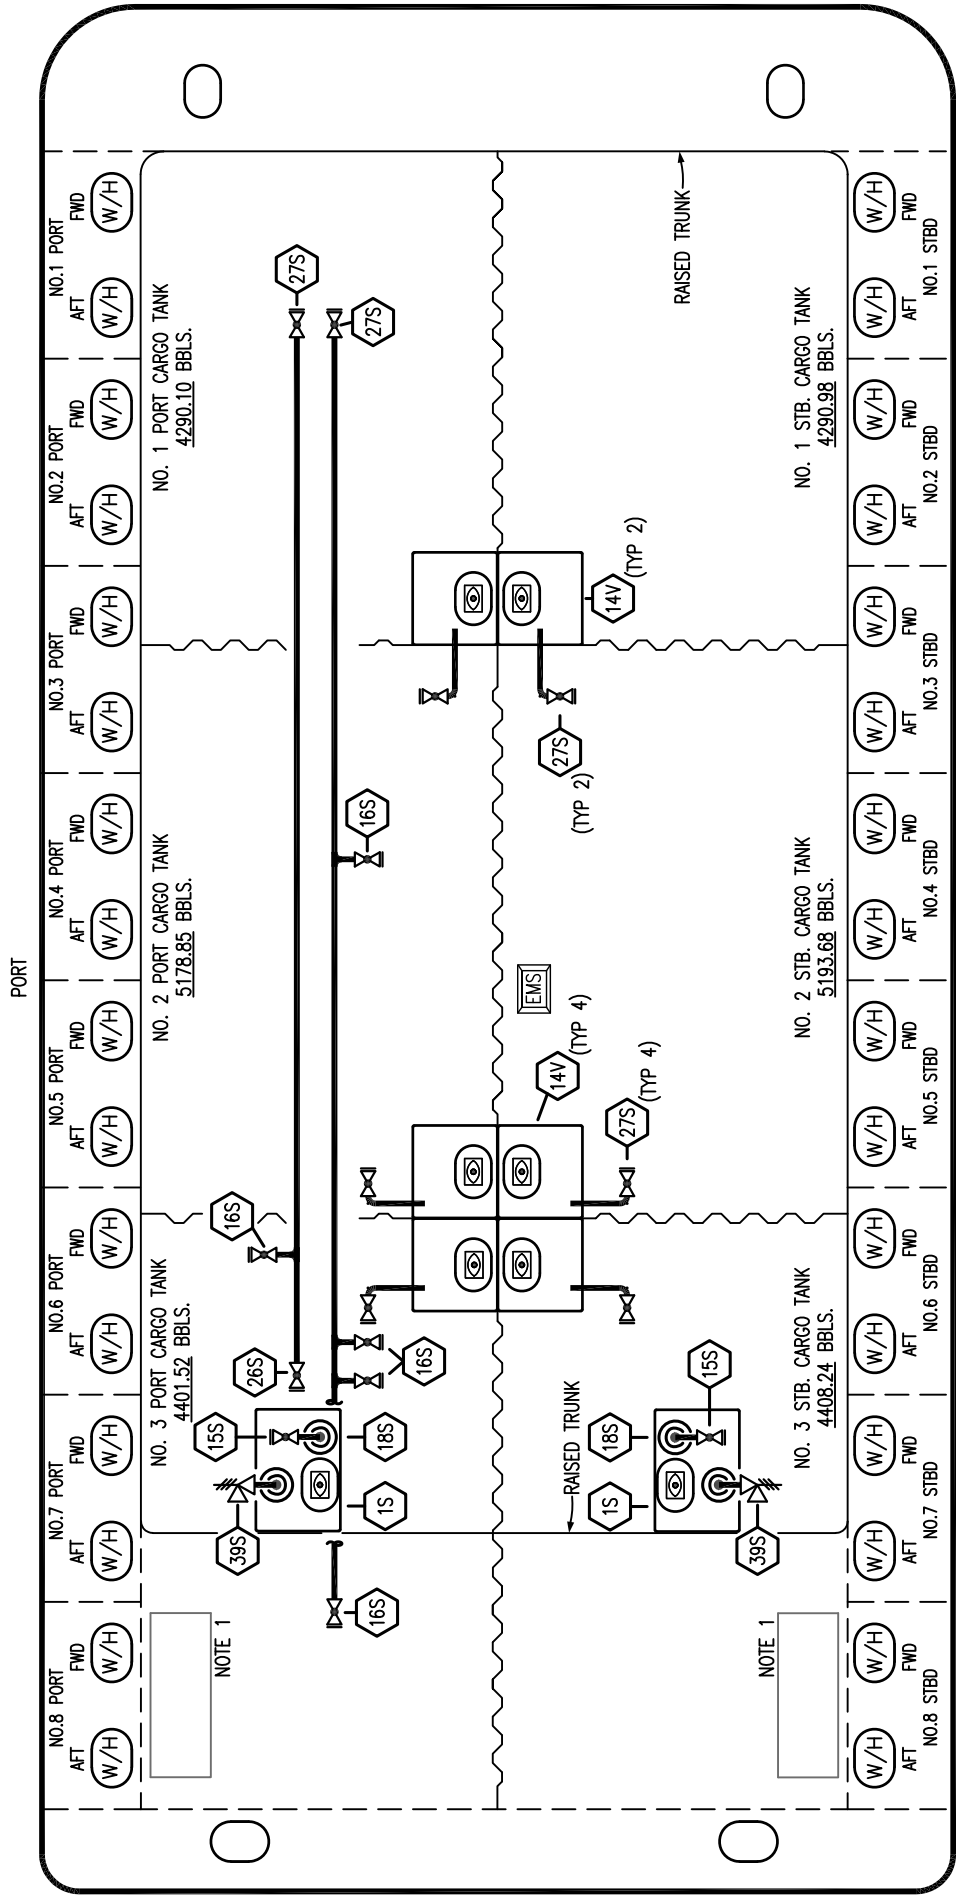 PORT
NO.1 PORT
FWD
W/H
AFT
W/H
NO.2 PORT
FWD
W/H
AFT
W/H
NO.3 PORT
FWD
W/H
AFT
W/H
NO.4 PORT
FWD
W/H
AFT
W/H
NO.5 PORT
FWD
W/H
AFT
W/H
NO.6 PORT
FWD
W/H
AFT
W/H
NO.7 PORT
FWD
W/H
AFT
W/H
NO.8 PORT
FWD
W/H
AFT
W/H
NO. 1 PORT CARGO TANK
4290.10 BBLS.
NO. 2 PORT CARGO TANK
5178.85 BBLS.
NO. 3 PORT CARGO TANK
4401.52 BBLS.
NOTE 1
27S
27S
16S
16S
26S
16S
15S
18S
39S
1S
16S
14V
(TYP 2)
27S
(TYP 2)
EMS
14V
(TYP 4)
27S
(TYP 4)
RAISED TRUNK
RAISED TRUNK
15S
18S
1S
39S
NO. 1 STB. CARGO TANK
4290.98 BBLS.
NO. 2 STB. CARGO TANK
5193.68 BBLS.
NO. 3 STB. CARGO TANK
4408.24 BBLS.
NOTE 1
W/H
FWD
W/H
AFT
NO.1 STBD
W/H
FWD
W/H
AFT
NO.2 STBD
W/H
FWD
W/H
AFT
NO.3 STBD
W/H
FWD
W/H
AFT
NO.4 STBD
W/H
FWD
W/H
AFT
NO.5 STBD
W/H
FWD
W/H
AFT
NO.6 STBD
W/H
FWD
W/H
AFT
NO.7 STBD
W/H
FWD
W/H
AFT
NO.8 STBD